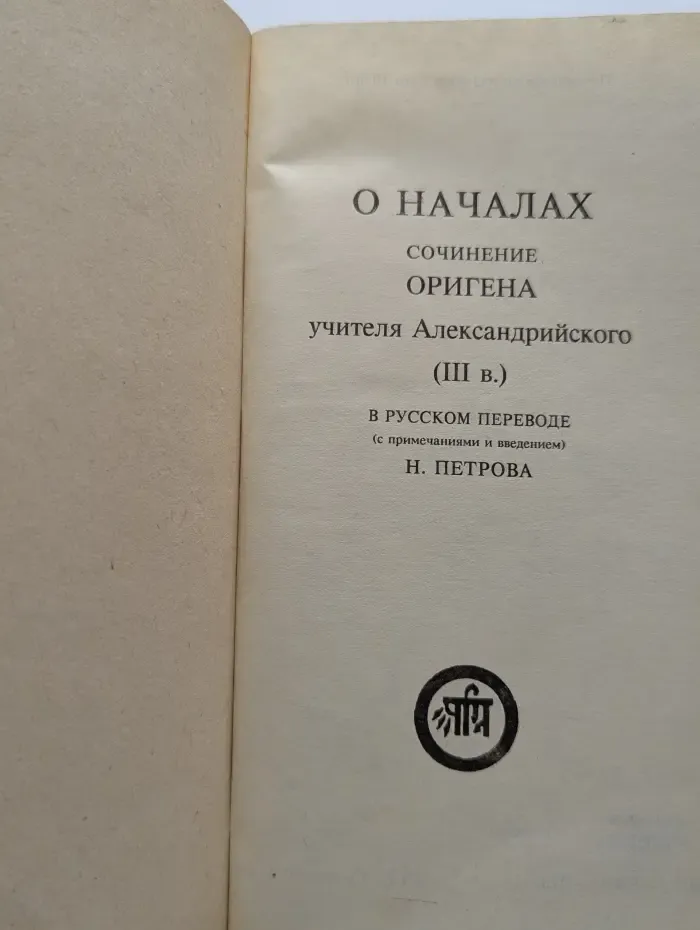 О НАЧАЛАХ
СОЧИНЕНИЕ
ОРИГЕНА
учителя Александрийского
(III в.)
В РУССКОМ ПЕРЕВОДЕ
(с примечаниями и введением)
Н. ПЕТРОВА